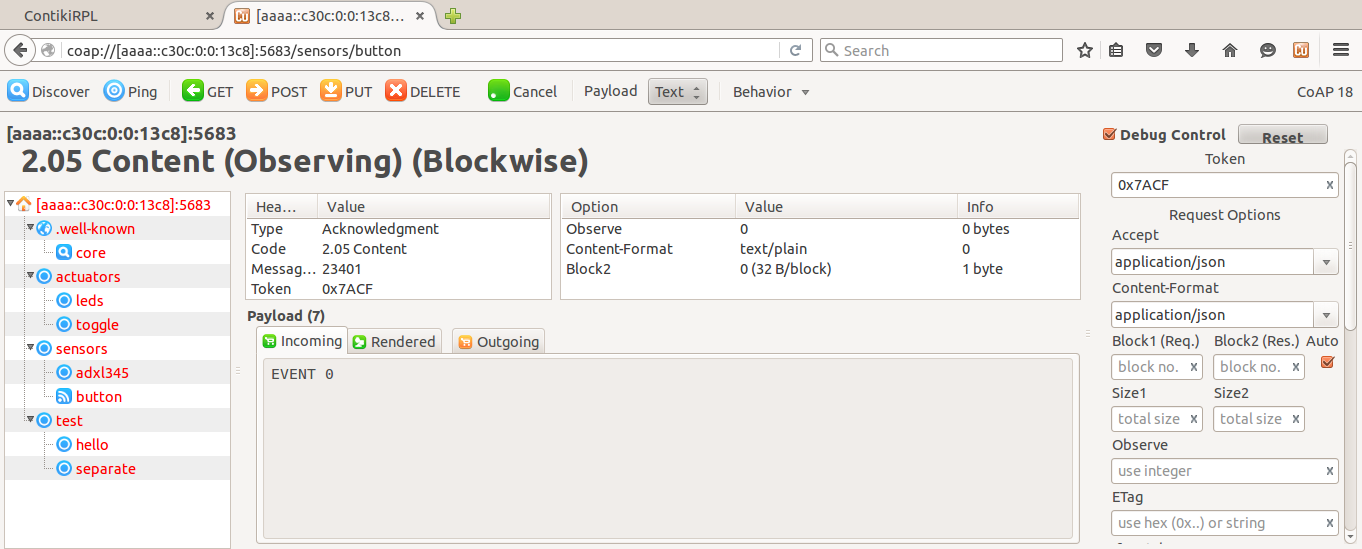 ContikiRPL × [aaaa::c30c:0:0:13c8... ×
coap://[aaaa::c30c:0:0:13c8]:5683/sensors/button Search
Discover Ping GET POST PUT DELETE Cancel Payload Text Behavior CoAP 18
[aaaa::c30c:0:0:13c8]:5683
2.05 Content (Observing) (Blockwise)
[aaaa::c30c:0:0:13c8]:5683
.well-known
core
actuators
leds
toggle
sensors
adxl345
button
test
hello
separate
Hea... Value
Type Acknowledgment
Code 2.05 Content
Messag... 23401
Token 0x7ACF
Option Value Info
Observe 0 0 bytes
Content-Format text/plain 0
Block2 0 (32 B/block) 1 byte
Payload (7)
Incoming Rendered Outgoing
EVENT 0
Debug Control Reset
Token
0x7ACF x
Request Options
Accept
application/json
Content-Format
application/json
Block1 (Req.) Block2 (Res.) Auto
block no. x block no. x
Size1 Size2
total size x total size x
Observe
use integer x
ETag
use hex (0x..) or string x